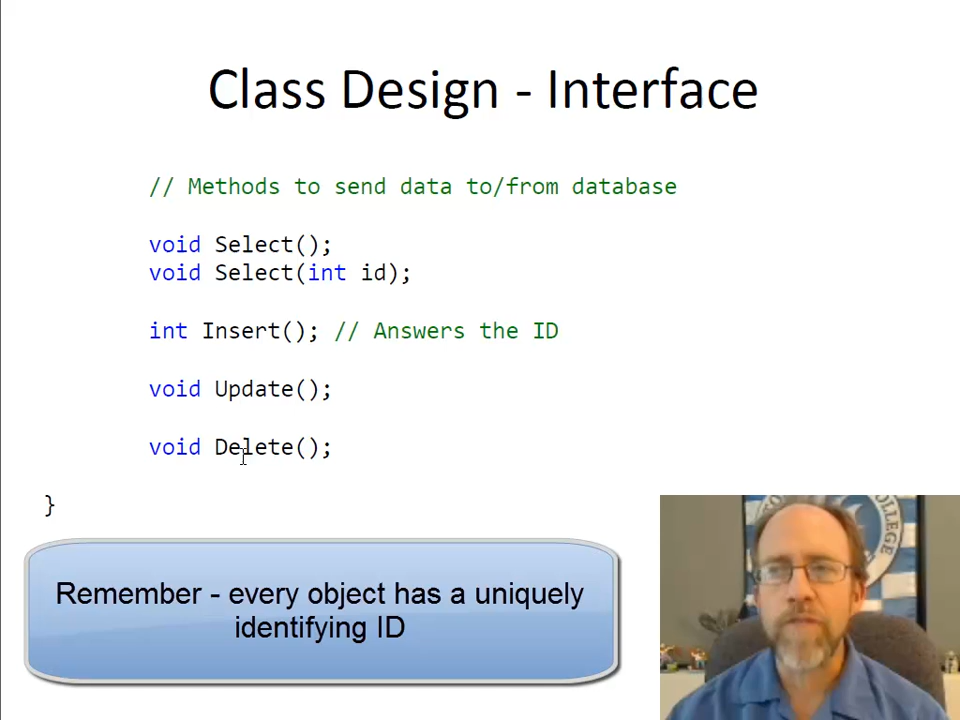 Class Design - Interface
// Methods to send data to/from database
void Select();
void Select(int id);
int Insert(); // Answers the ID
void Update();
void Delete();
}
Remember - every object has a uniquely
identifying ID
COLLEGE